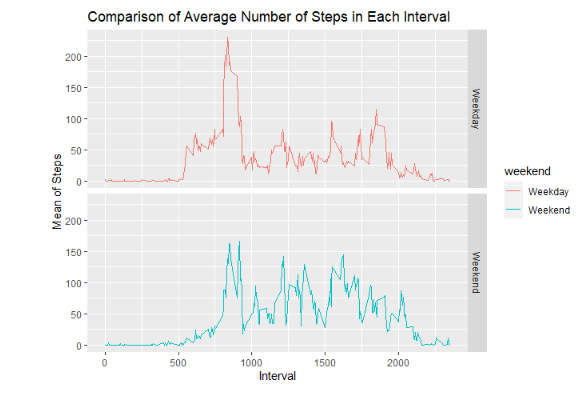 Comparison of Average Number of Steps in Each Interval
Mean of Steps
200
150
100
50
0
Weekday
200
150
100
50
0
Weekend
0
500
1000
1500
2000
Interval
weekend
Weekday
Weekend